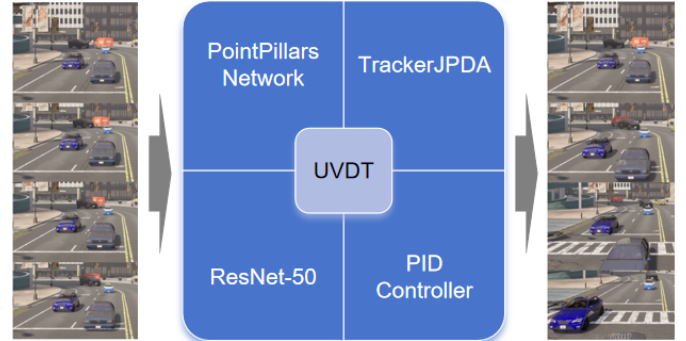 PointPillars
Network
TrackerJPDA
UVDT
ResNet-50
PID
Controller